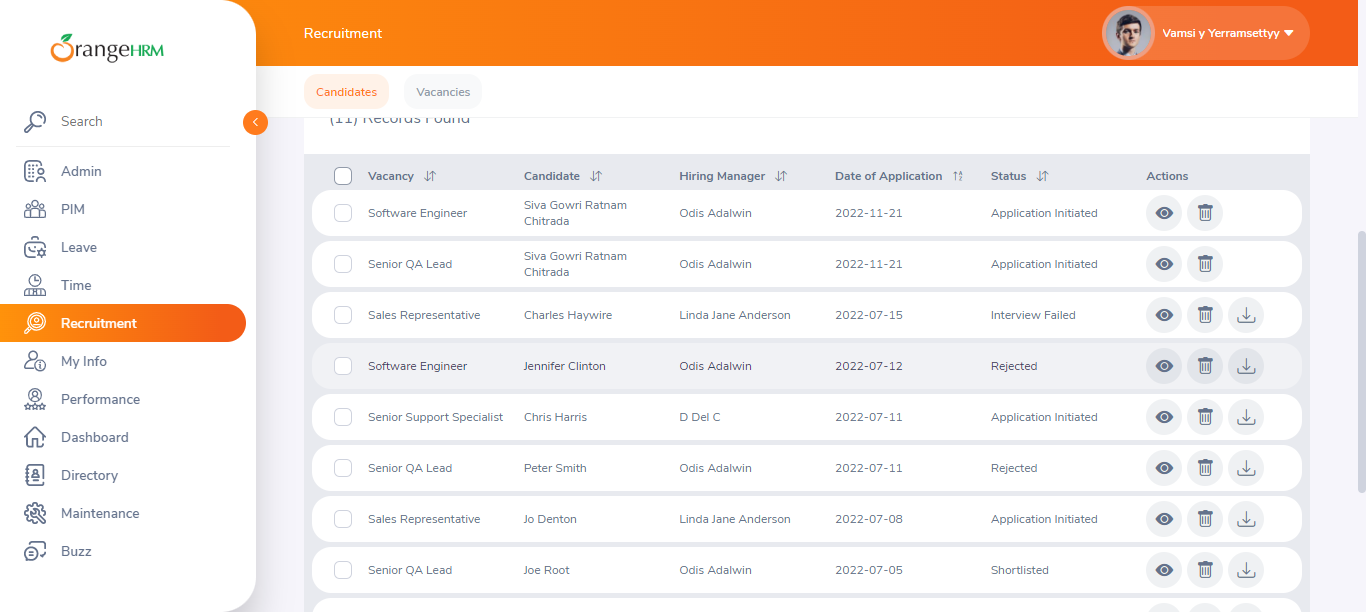 OrangeHRM
Search
Admin
PIM
Leave
Time
Recruitment
My Info
Performance
Dashboard
Directory
Maintenance
Buzz
Recruitment
Vamsi y Yerramsettyy
Candidates Vacancies
(11) Records Found
Vacancy Candidate Hiring Manager Date of Application Status Actions
Software Engineer Siva Gowri Ratnam Chitrada Odis Adalwin 2022-11-21 Application Initiated
Senior QA Lead Siva Gowri Ratnam Chitrada Odis Adalwin 2022-11-21 Application Initiated
Sales Representative Charles Haywire Linda Jane Anderson 2022-07-15 Interview Failed
Software Engineer Jennifer Clinton Odis Adalwin 2022-07-12 Rejected
Senior Support Specialist Chris Harris D Del C 2022-07-11 Application Initiated
Senior QA Lead Peter Smith Odis Adalwin 2022-07-11 Rejected
Sales Representative Jo Denton Linda Jane Anderson 2022-07-08 Application Initiated
Senior QA Lead Joe Root Odis Adalwin 2022-07-05 Shortlisted